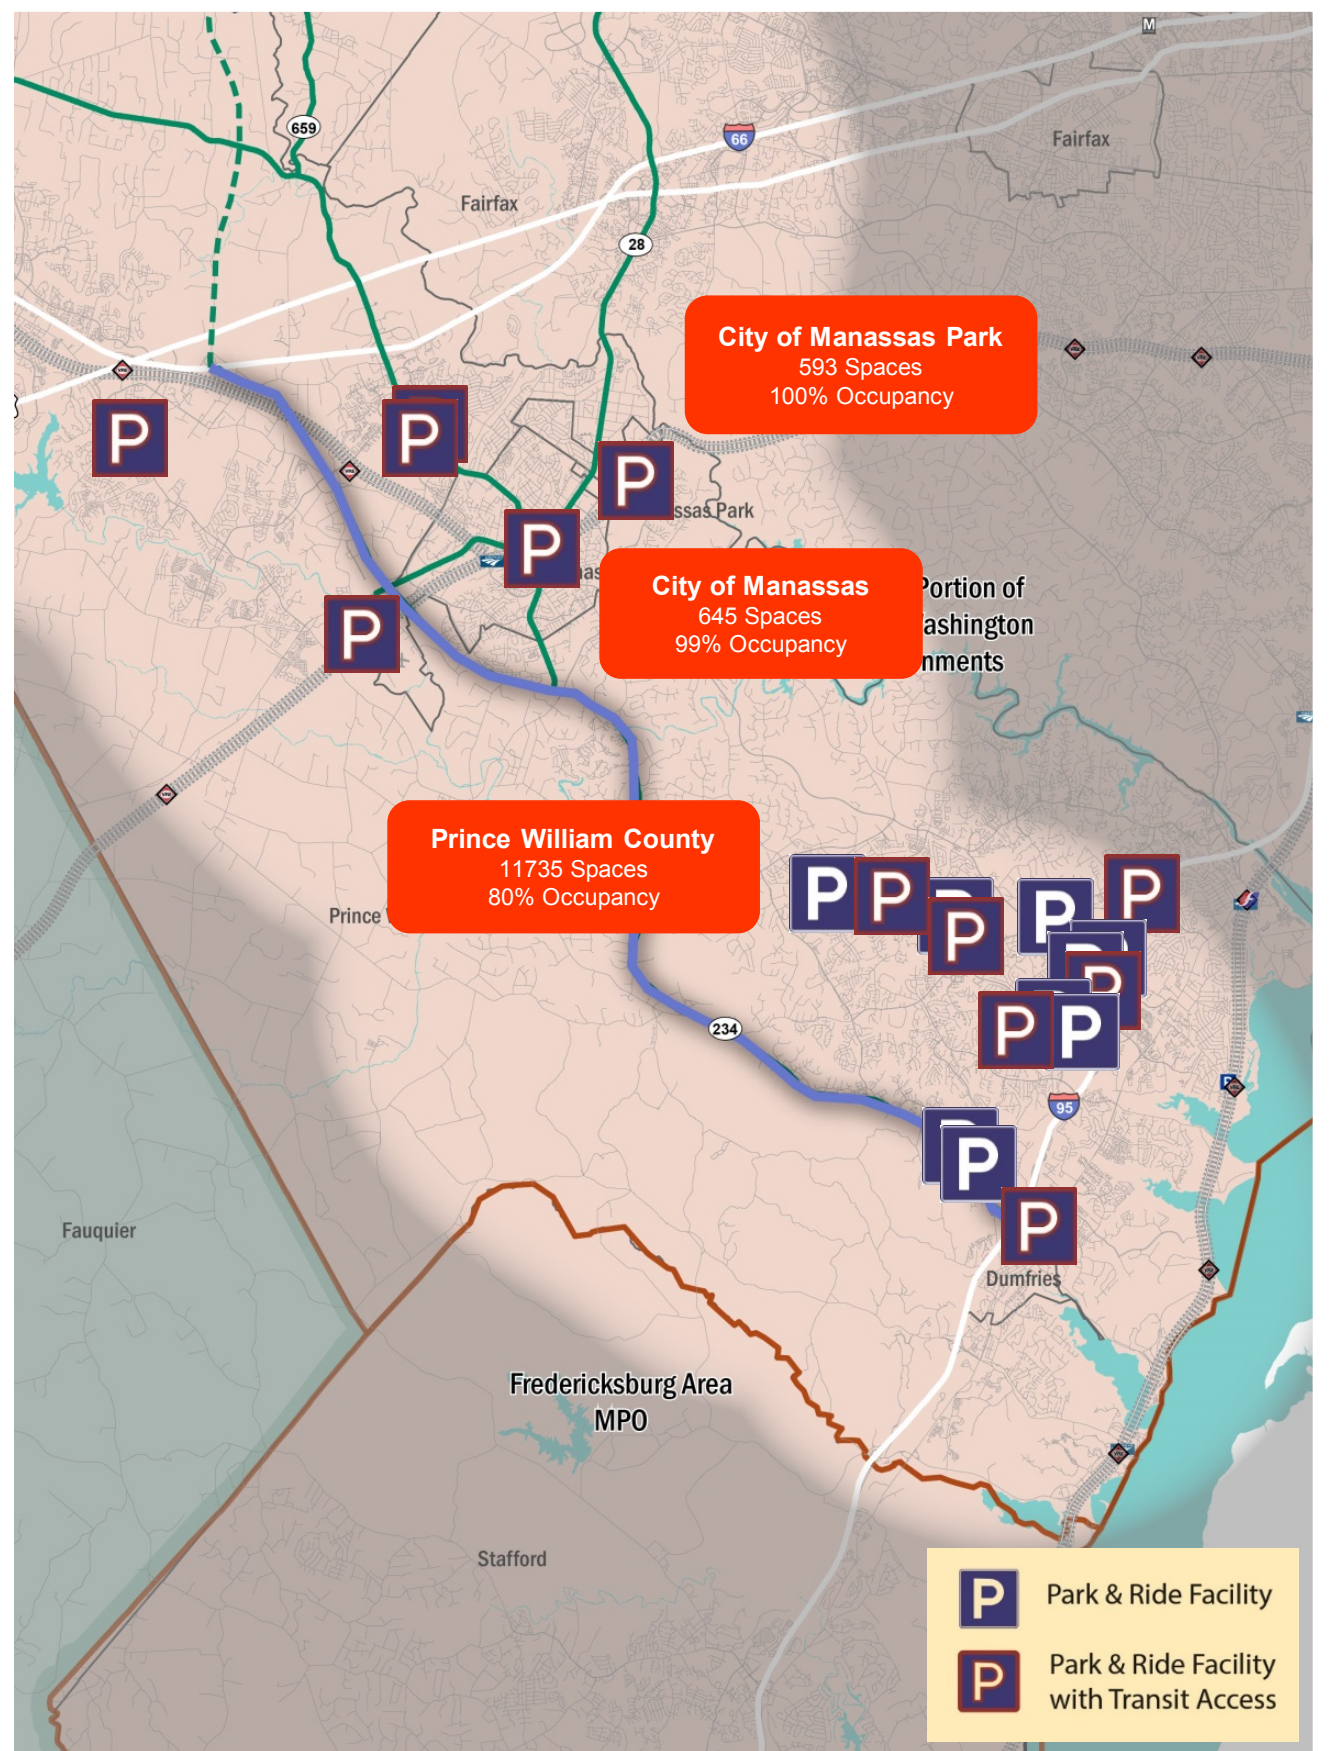 M
659
66
Fairfax
Fairfax
28
City of Manassas Park
593 Spaces
100% Occupancy
P
P
P
ssas Park
P
City of Manassas
645 Spaces
99% Occupancy
Portion of
ashington
nments
P
Prince William County
11735 Spaces
80% Occupancy
Prince
P
P
P
P
P
P
P
P
234
95
P
P
Dumfries
Fauquier
Fredericksburg Area
MPO
Stafford
P
Park & Ride Facility
P
Park & Ride Facility
with Transit Access